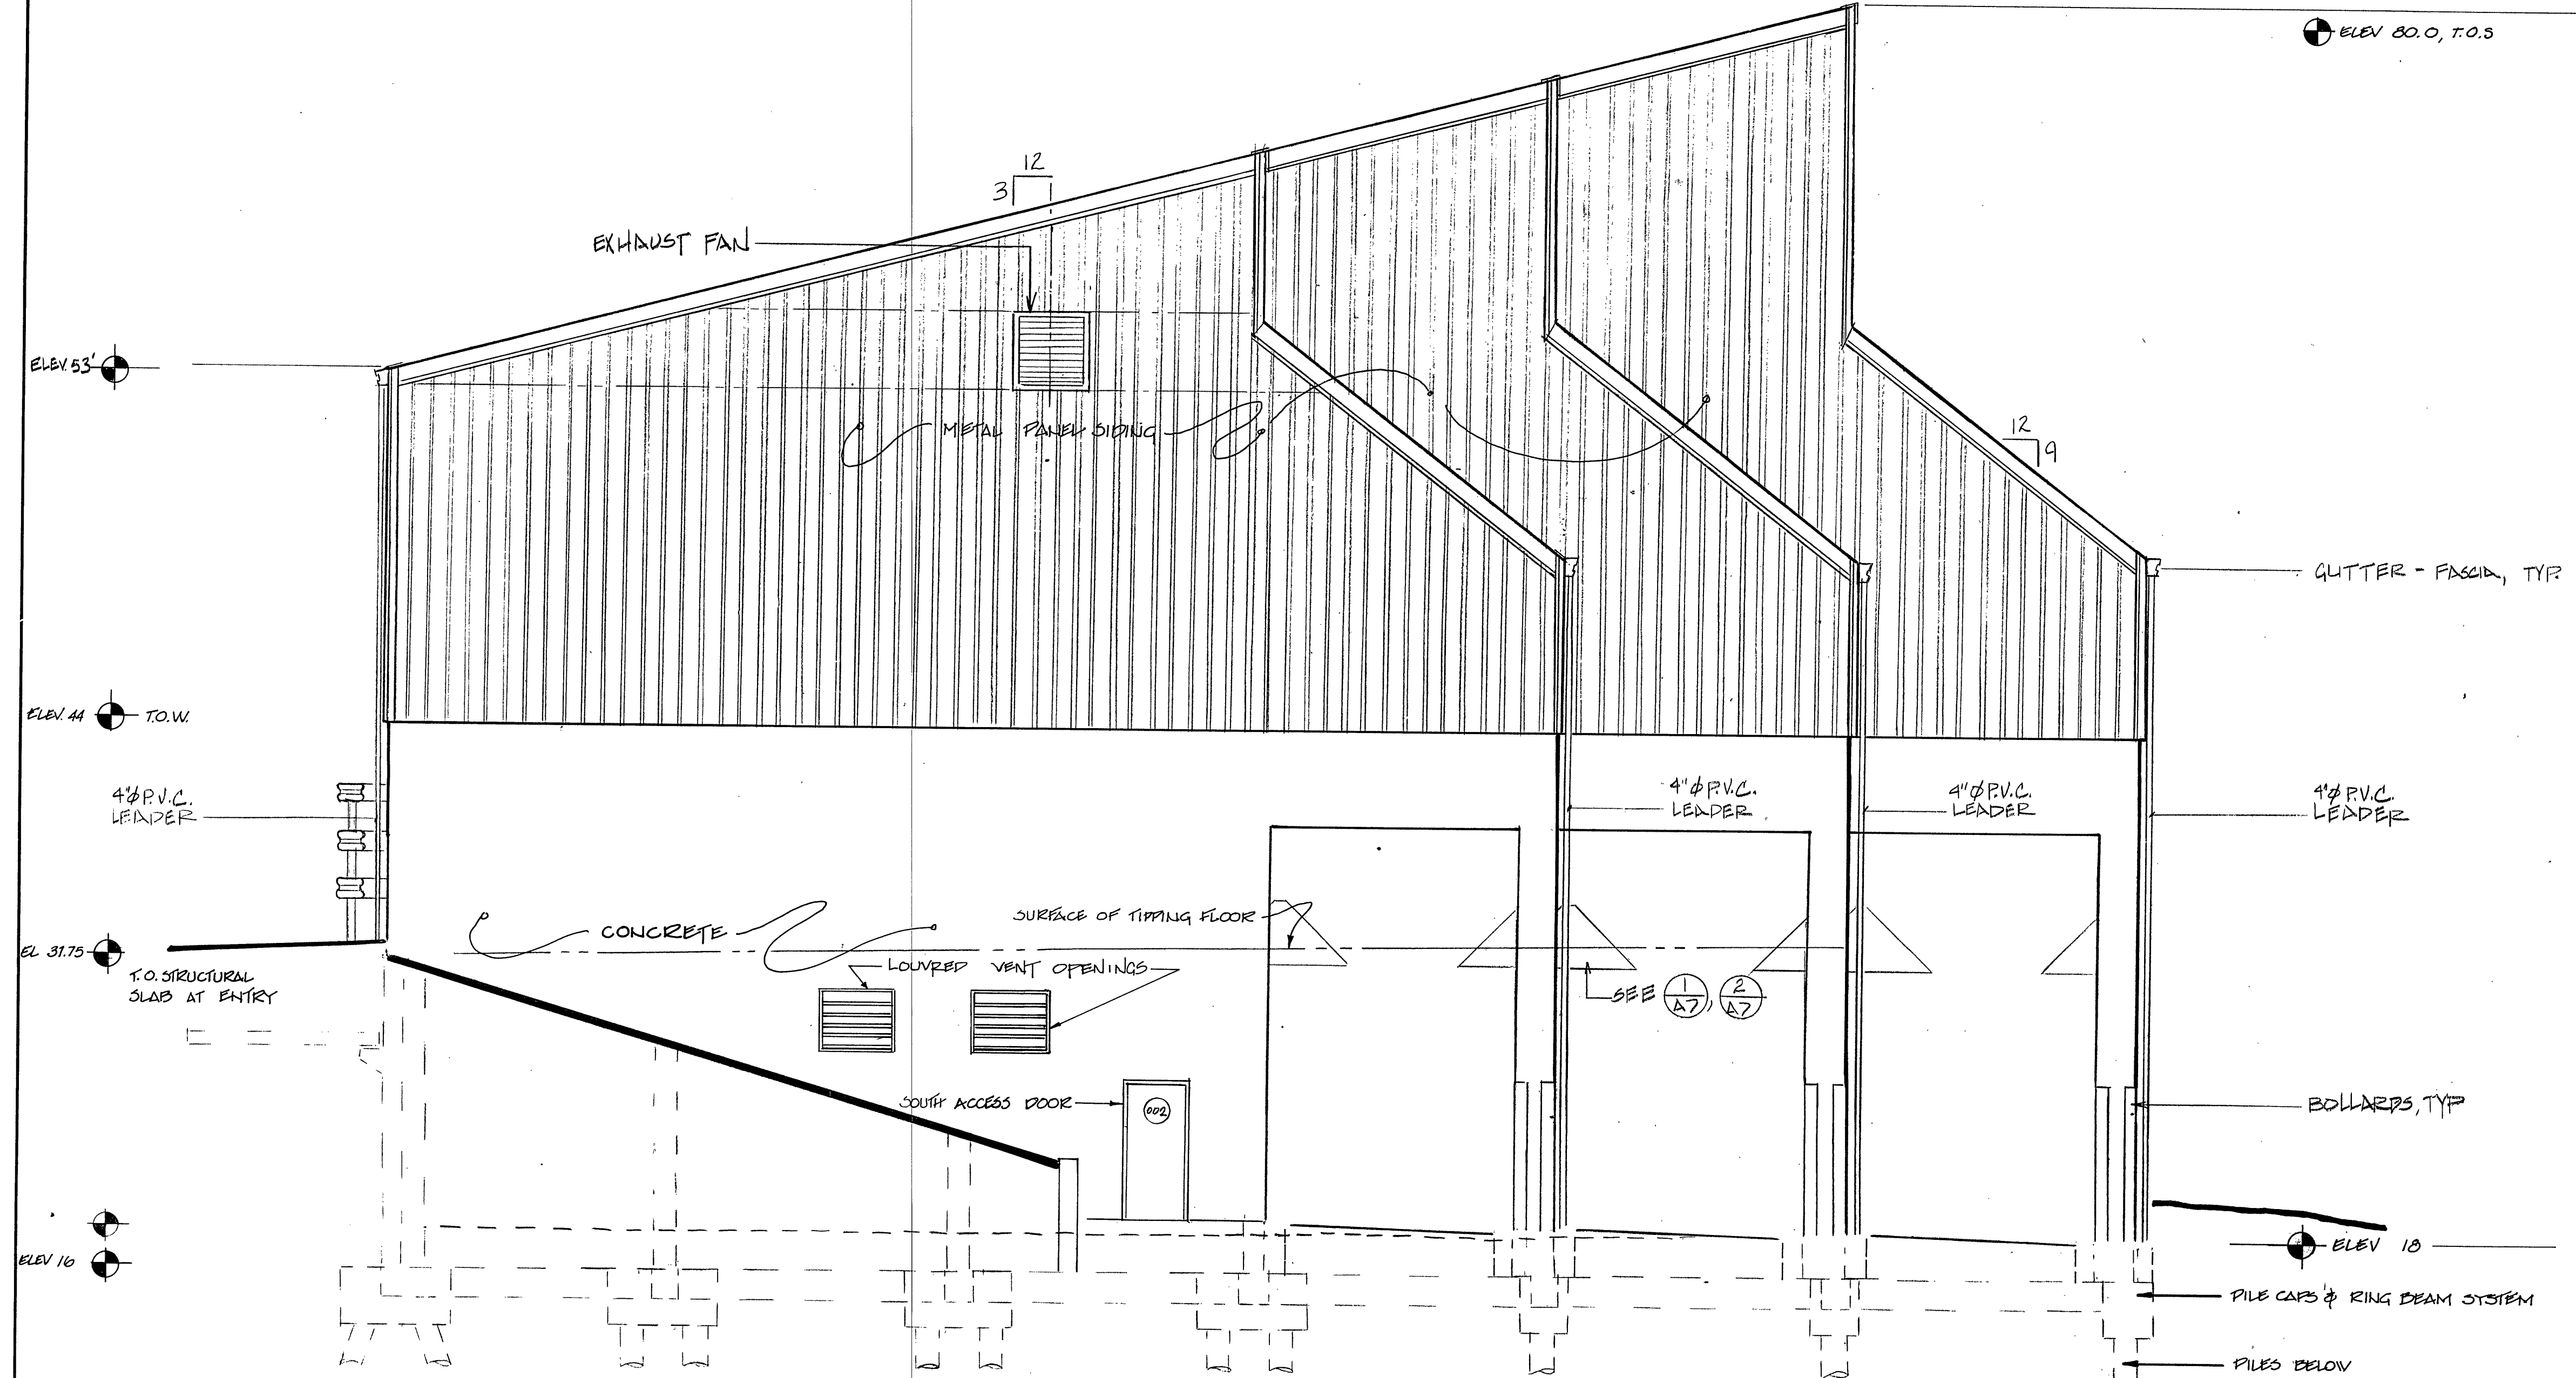 ELEV 80.0, T.O.S
12
3
EXHAUST FAN
ELEV. 53'
METAL PANEL SIDING
12
9
GUTTER - FASCIA, TYP.
ELEV. 44
T.O.W.
4"φ P.V.C.
LEADER
4"φ P.V.C.
LEADER
4"φ P.V.C.
LEADER
4"φ P.V.C.
LEADER
SURFACE OF TIPPING FLOOR
CONCRETE
EL 31.75
T.O. STRUCTURAL
SLAB AT ENTRY
LOUVRED VENT OPENINGS
SEE 1/A7, 2/A7
SOUTH ACCESS DOOR
002
BOLLARDS, TYP
ELEV 16
ELEV 18
PILE CAPS & RING BEAM SYSTEM
PILES BELOW